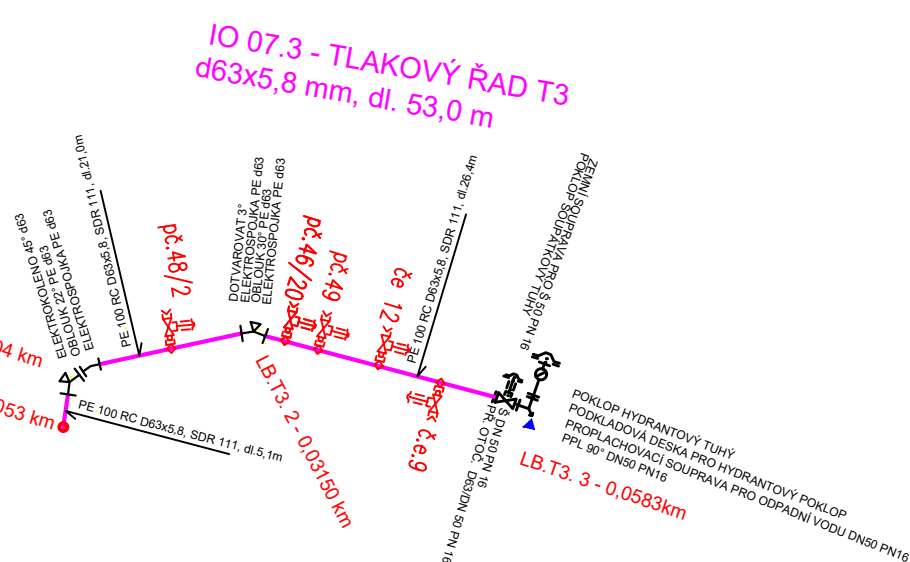 IO 07.3 - TLAKOVÝ ŘAD T3
d63x5,8 mm, dl. 53,0 m
ELEKTROKOLENO 45° d63
OBLOUK 22° PE d63
ELEKTROSPOJKA PE d63
PE 100 RC D63x5,8, SDR 111, dl.21,0m
pč.48/2
DOTVAROVAT 3°
ELEKTROSPOJKA PE d63
OBLOUK 30° PE d63
ELEKTROSPOJKA PE d63
pč.46/20
pč.49
če 12
PE 100 RC D63x5,8, SDR 111, dl.26,4m
ZEMNÍ SOUPRAVA PRO Š 50 PN 16
POKLOP ŠOUPÁTKOVÝ TUHÝ
04 km
053 km
PE 100 RC D63x5,8, SDR 111, dl.5,1m
LB.T3. 2 - 0,03150 km
č.e.9
Š DN 50 PN 16
PŘ. OTOČ. D63/DN 50 PN 16
POKLOP HYDRANTOVÝ TUHÝ
PODKLADOVÁ DESKA PRO HYDRANTOVÝ POKLOP
PROPLACHOVACÍ SOUPRAVA PRO ODPADNÍ VODU DN50 PN16
PPL 90° DN50 PN16
LB.T3. 3 - 0,0583km